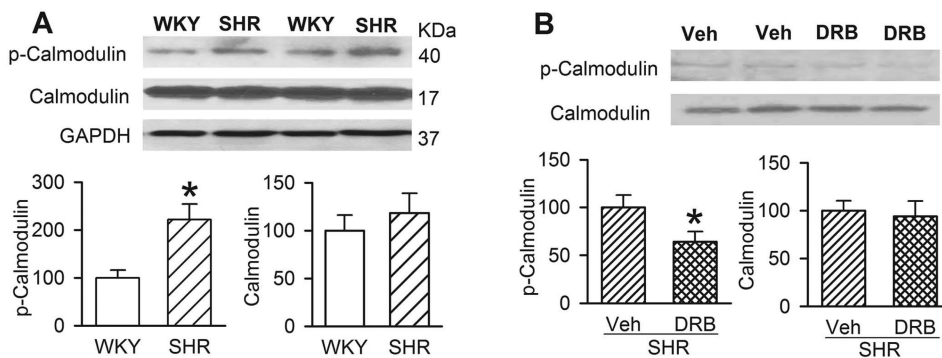 A
WKY SHR WKY SHR KDa
p-Calmodulin 40
Calmodulin 17
GAPDH 37
p-Calmodulin
300
200
100
0
WKY SHR
*
Calmodulin
150
100
50
0
WKY SHR
B
Veh Veh DRB DRB
p-Calmodulin
Calmodulin
p-Calmodulin
150
100
50
0
*
Veh DRB
SHR
Calmodulin
150
100
50
0
Veh DRB
SHR